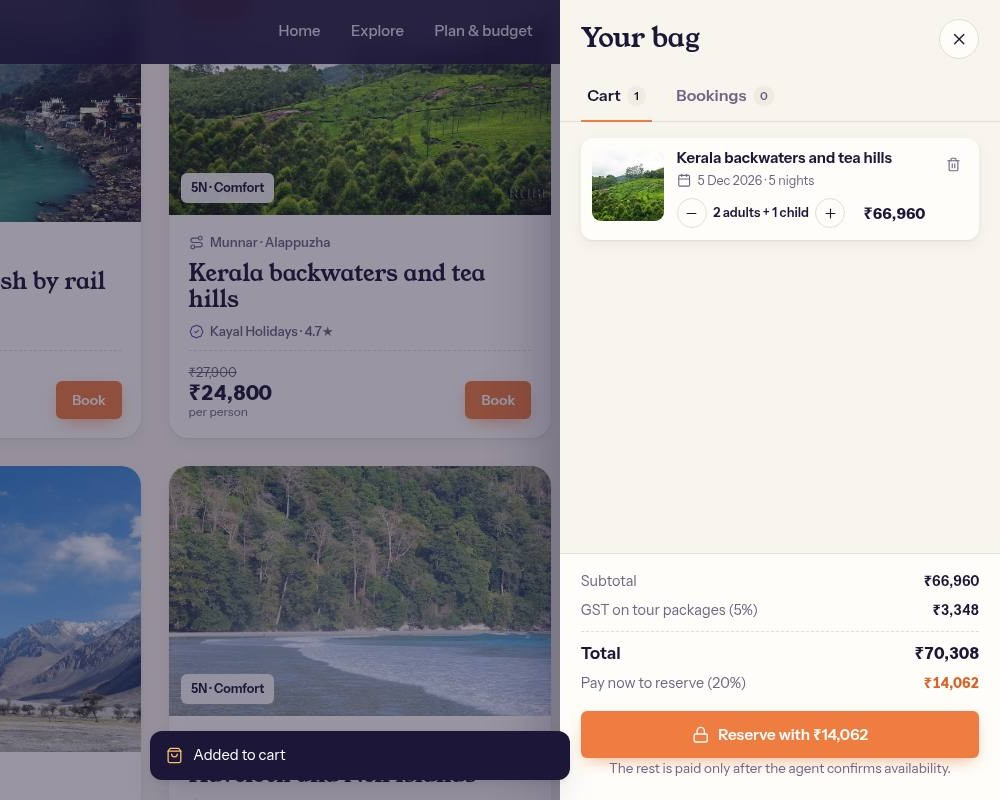 Home Explore Plan & budget
5N · Comfort
Munnar · Alappuzha
sh by rail
Kerala backwaters and tea
hills
Kayal Holidays · 4.7★
₹27,900
₹24,800
per person
Book
Book
5N · Comfort
Added to cart
Your bag
Cart 1 Bookings 0
Kerala backwaters and tea hills
5 Dec 2026 · 5 nights
2 adults + 1 child ₹66,960
Subtotal ₹66,960
GST on tour packages (5%) ₹3,348
Total ₹70,308
Pay now to reserve (20%) ₹14,062
Reserve with ₹14,062
The rest is paid only after the agent confirms availability.